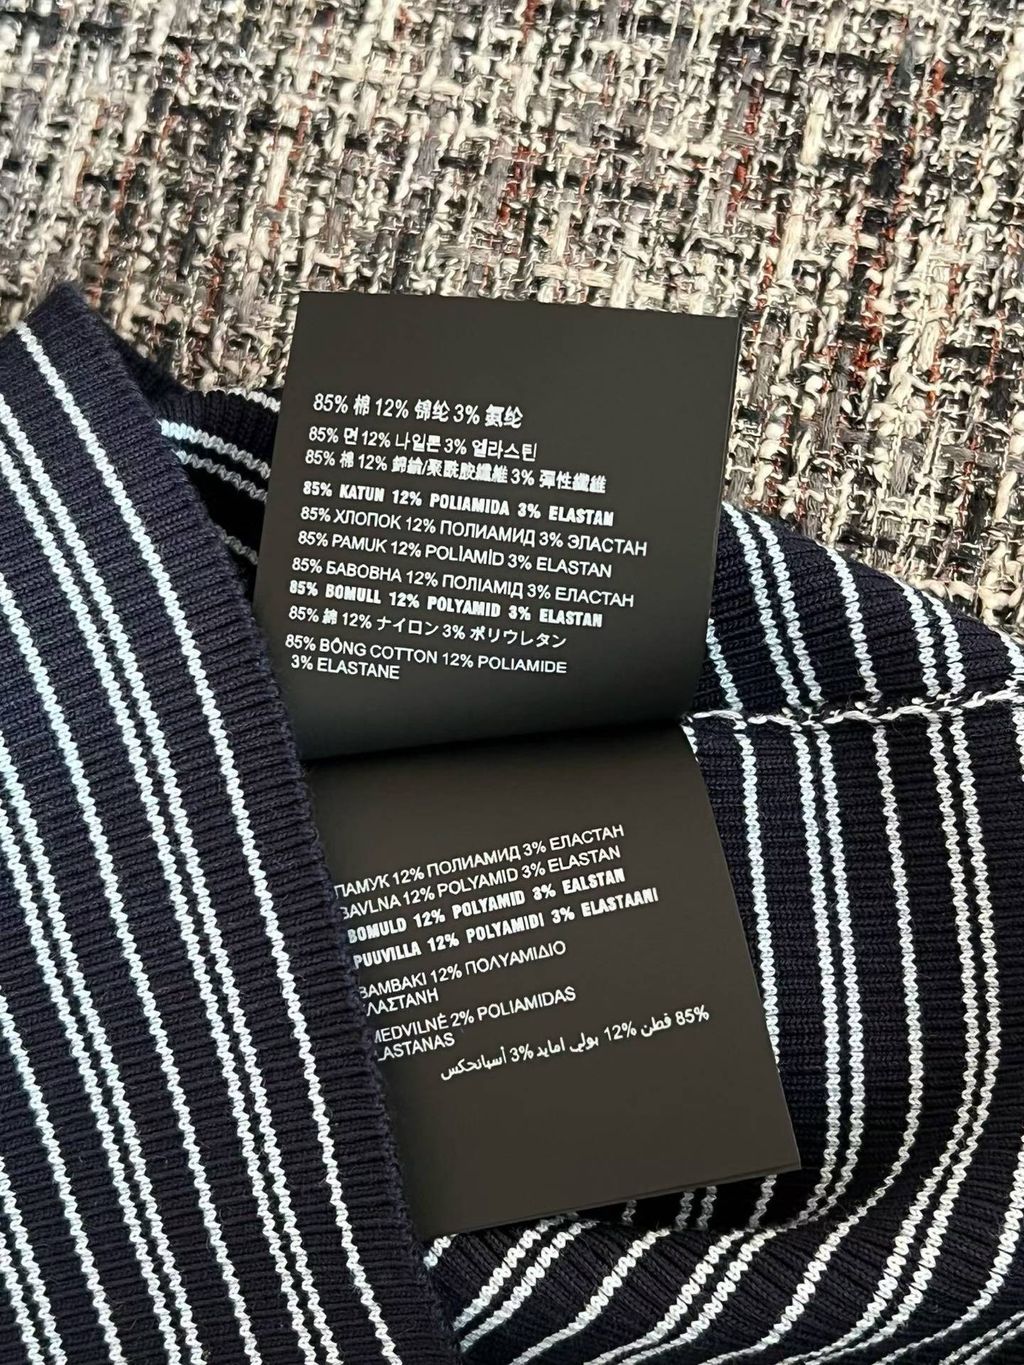 85% 棉 12% 锦纶 3% 氨纶
85% 면 12% 나일론 3% 엘라스틴
85% 棉 12% 錦綸/聚酰胺纖維 3% 彈性纖維
85% KATUN 12% POLIAMIDA 3% ELASTAN
85% ХЛОПОК 12% ПОЛИАМИД 3% ЭЛАСТАН
85% PAMUK 12% POLİAMİD 3% ELASTAN
85% БАВОВНА 12% ПОЛІАМІД 3% ЕЛАСТАН
85% BOMULL 12% POLYAMID 3% ELASTAN
85% 綿 12% ナイロン 3% ポリウレタン
85% BÔNG COTTON 12% POLIAMIDE
3% ELASTANE
ПАМУК 12% ПОЛИАМИД 3% ЕЛАСТАН
BAVLNA 12% POLYAMID 3% ELASTAN
BOMULD 12% POLYAMID 3% EALSTAN
PUUVILLA 12% POLYAMIDI 3% ELASTAANI
ΒΑΜΒΑΚΙ 12% ΠΟΛΥΑΜΙΔΙΟ
ΛΑΣΤΑΝΗ
MEDVILNĖ 2% POLIAMIDAS
LASTANAS
85% قطن 12% بولي امايد 3% أسبانحكس